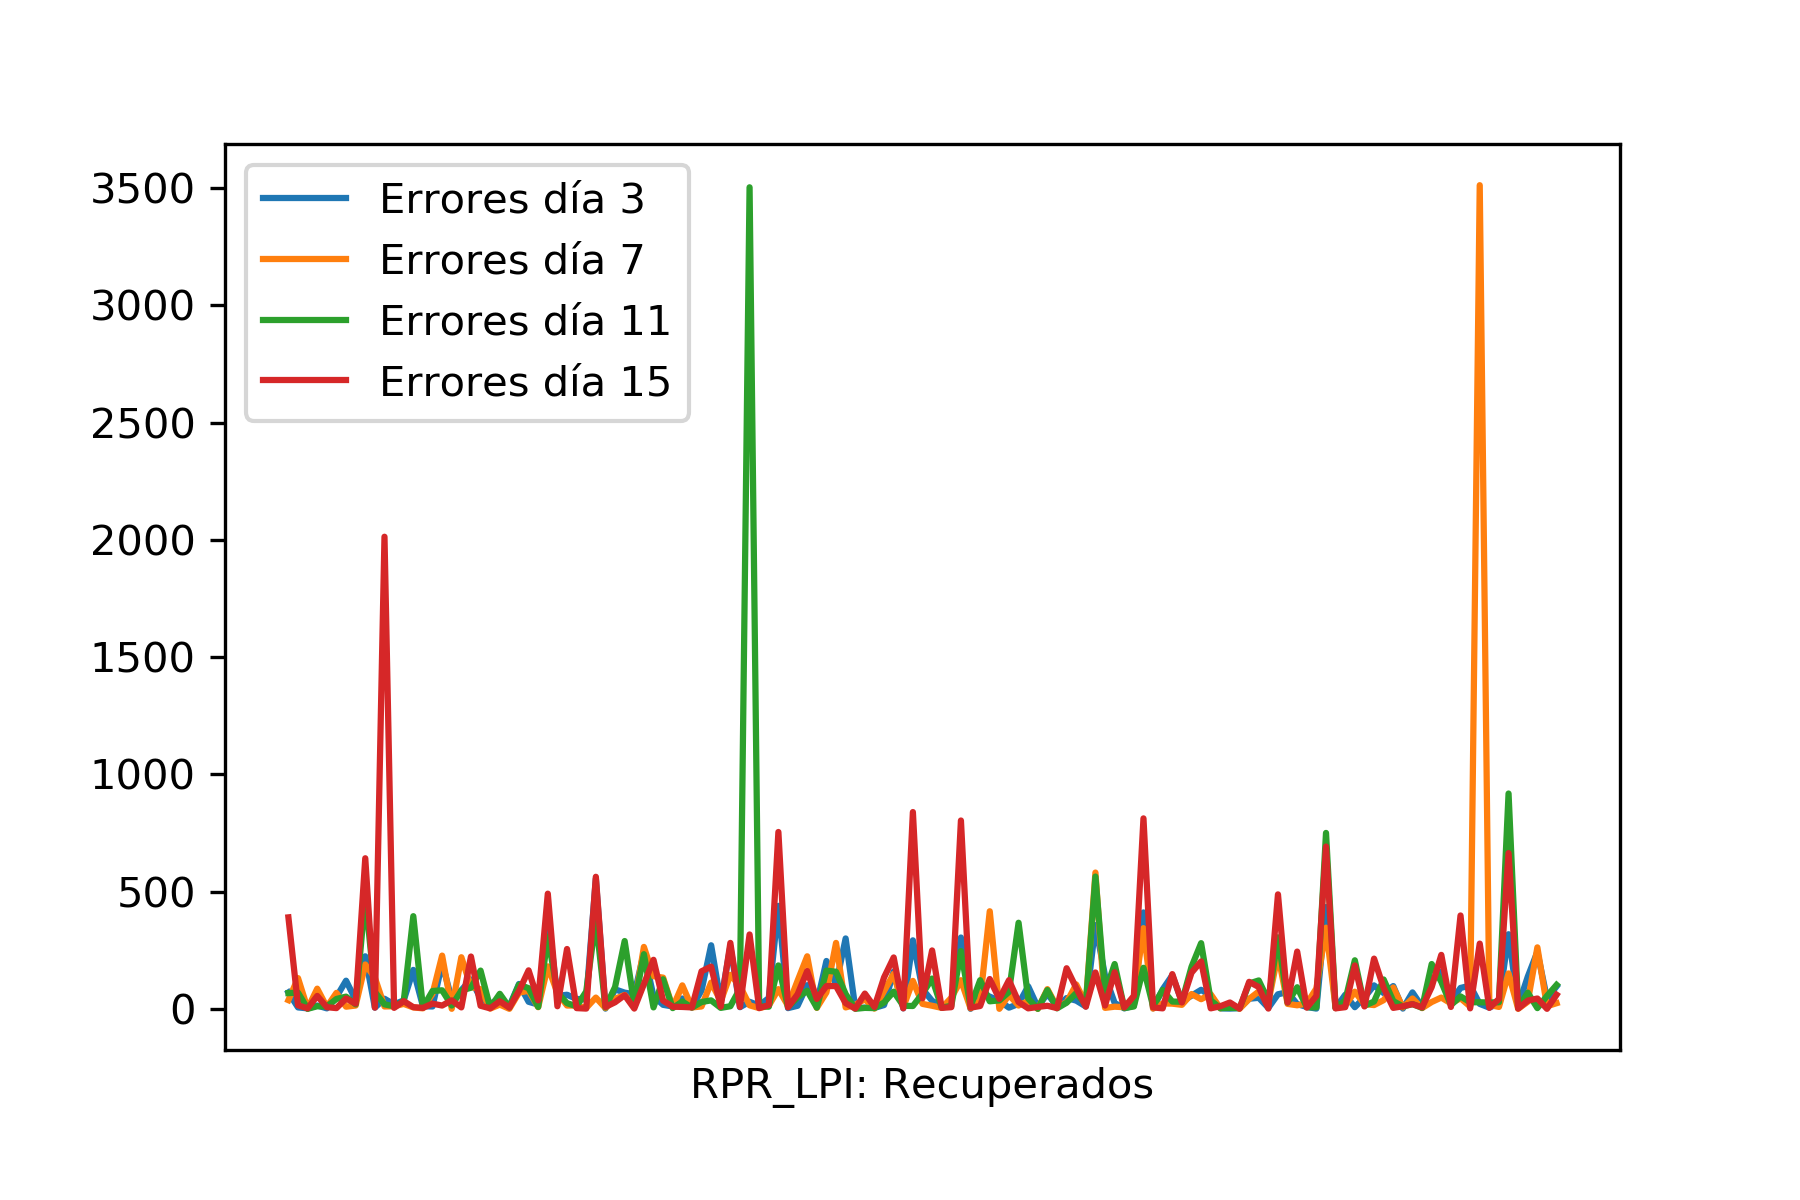 3500
3000
2500
2000
1500
1000
500
0
Errores día 3
Errores día 7
Errores día 11
Errores día 15
RPR_LPI: Recuperados